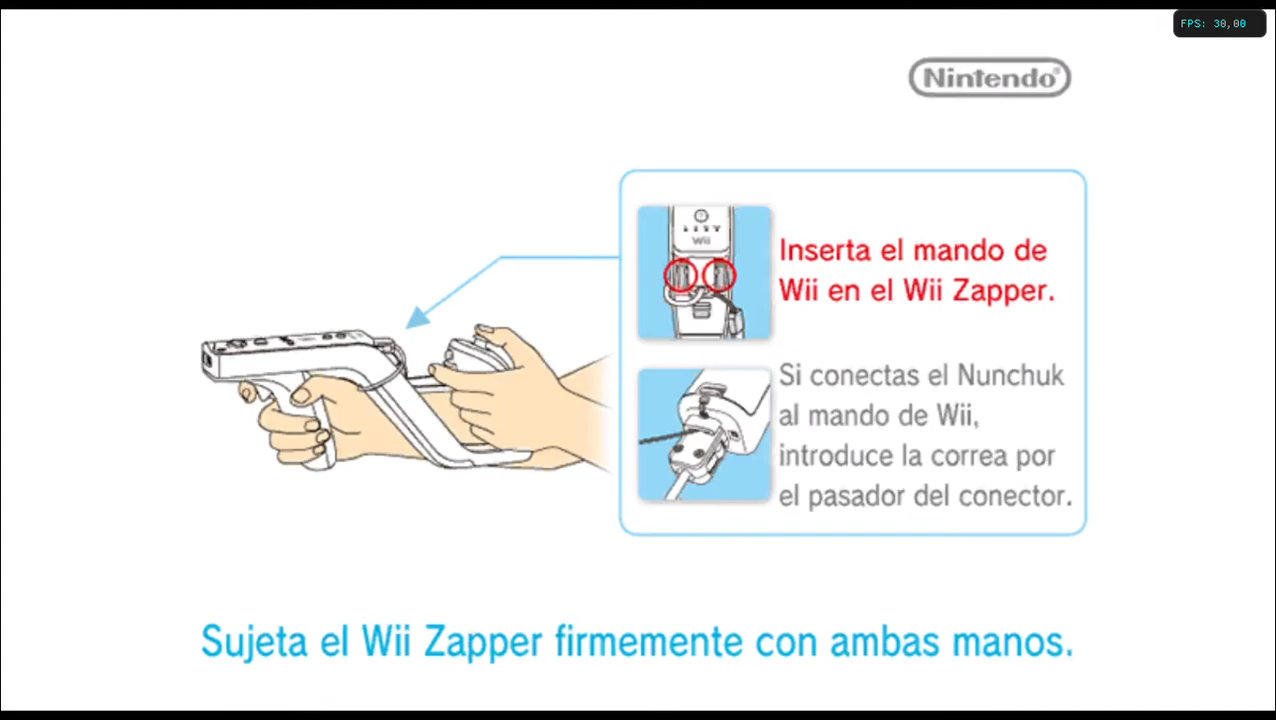 FPS: 30,00
Nintendo®
Wii
Inserta el mando de
Wii en el Wii Zapper.
Si conectas el Nunchuk
al mando de Wii,
introduce la correa por
el pasador del conector.
Sujeta el Wii Zapper firmemente con ambas manos.